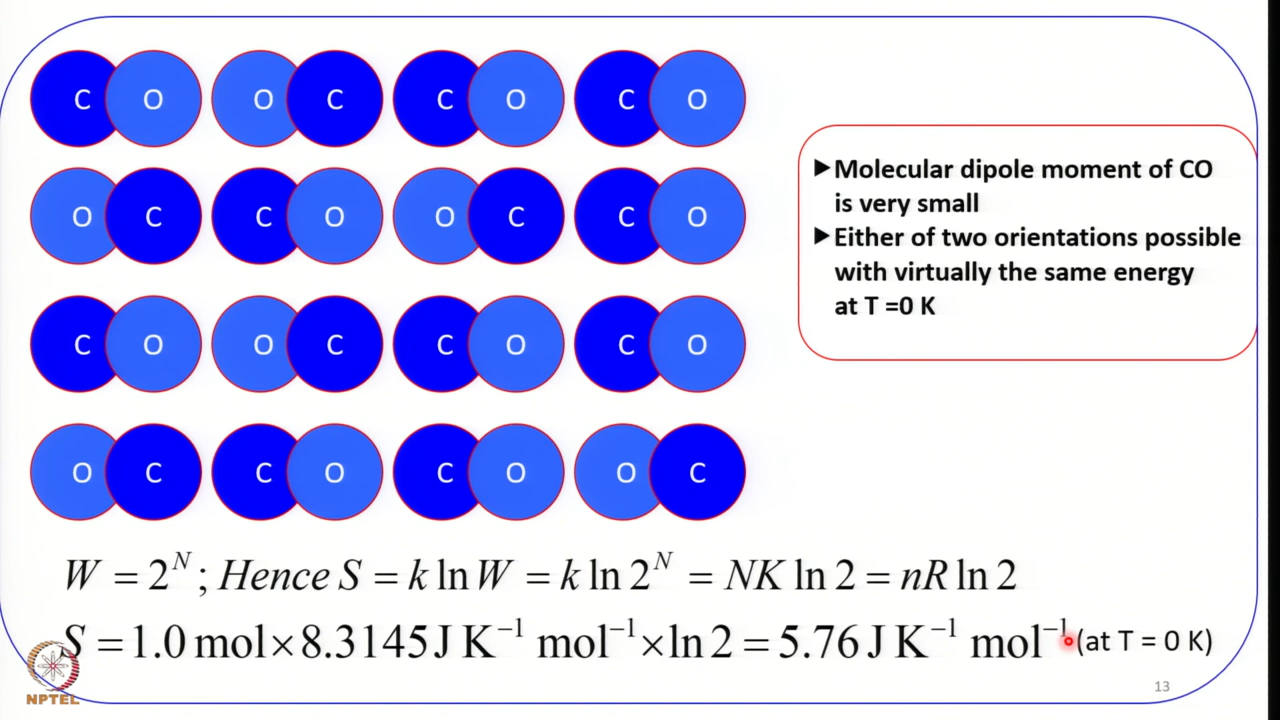 C O O C C O C O
O C C O O C C O
C O O C C O C O
O C C O C O O C
▶Molecular dipole moment of CO
is very small
▶Either of two orientations possible
with virtually the same energy
at T =0 K
W = 2^N ; Hence S = k ln W = k ln 2^N = NK ln 2 = nR ln 2
S = 1.0 mol × 8.3145 J K⁻¹ mol⁻¹ × ln 2 = 5.76 J K⁻¹ mol⁻¹ (at T = 0 K)
NPTEL
13